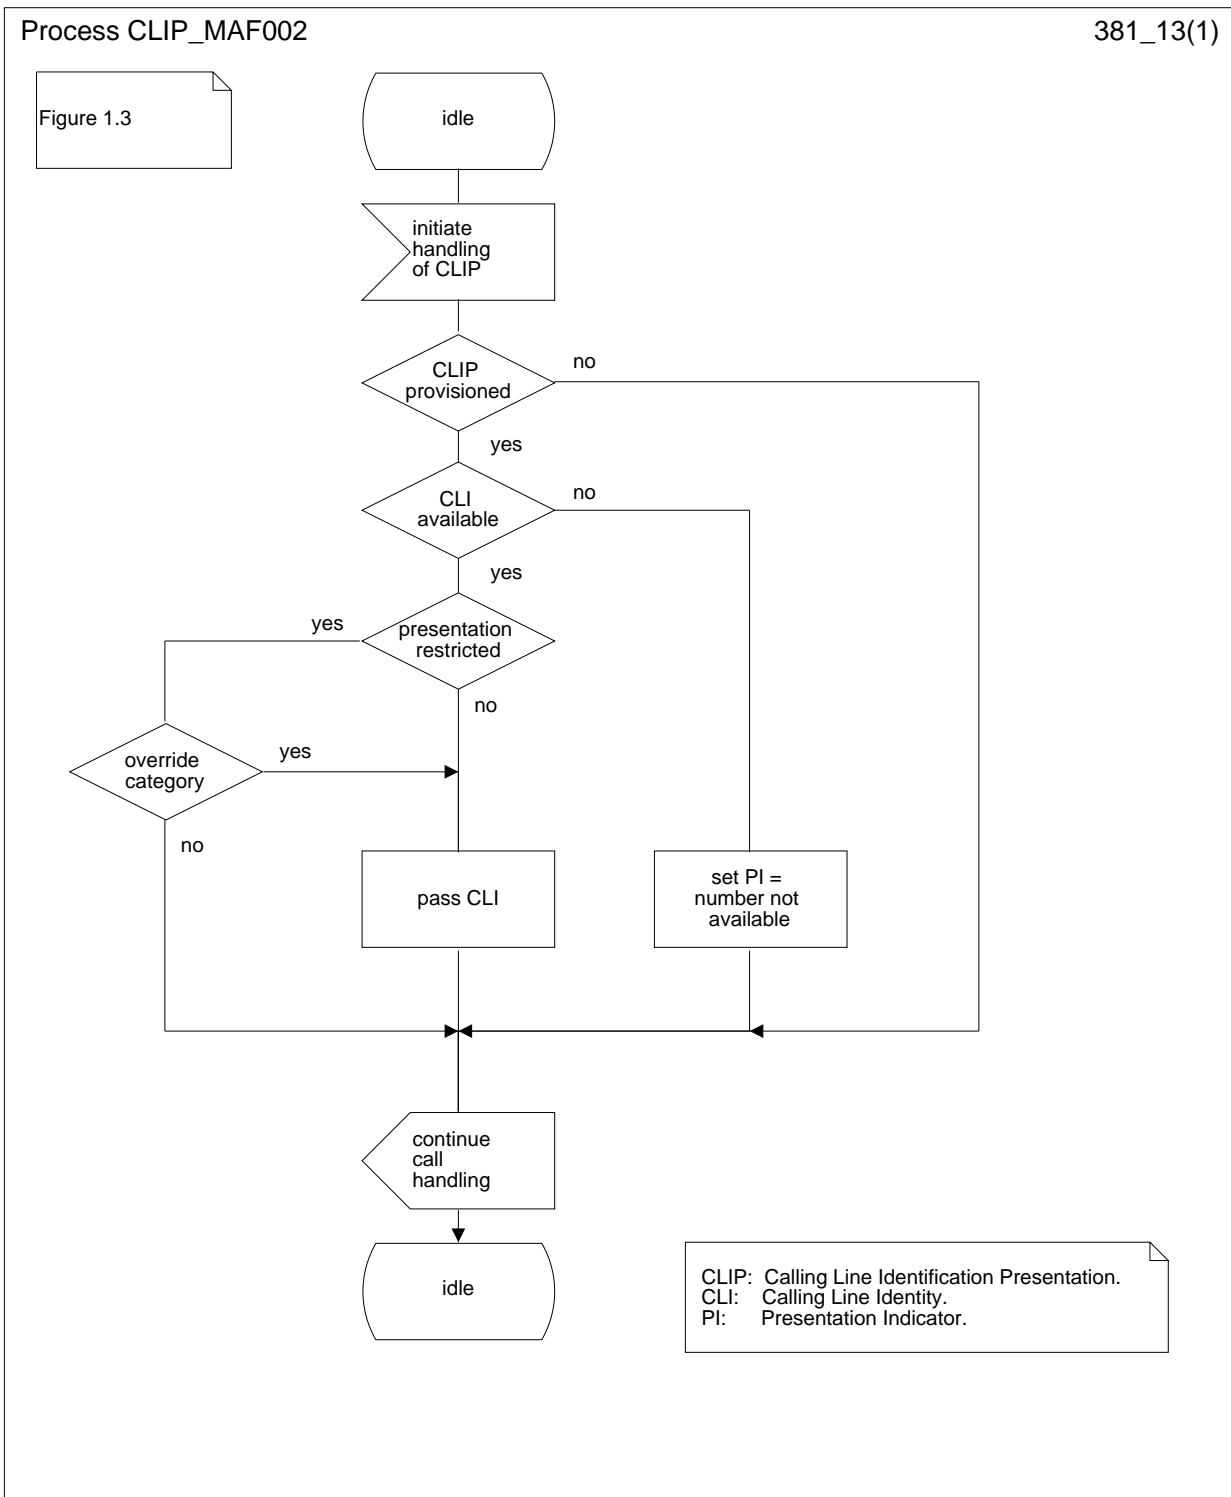 Process CLIP_MAF002
381_13(1)
Figure 1.3
idle
initiate
handling
of CLIP
CLIP
provisioned
no
yes
CLI
available
no
yes
presentation
restricted
yes
no
override
category
yes
no
pass CLI
set PI =
number not
available
continue
call
handling
idle
CLIP: Calling Line Identification Presentation.
CLI: Calling Line Identity.
PI: Presentation Indicator.